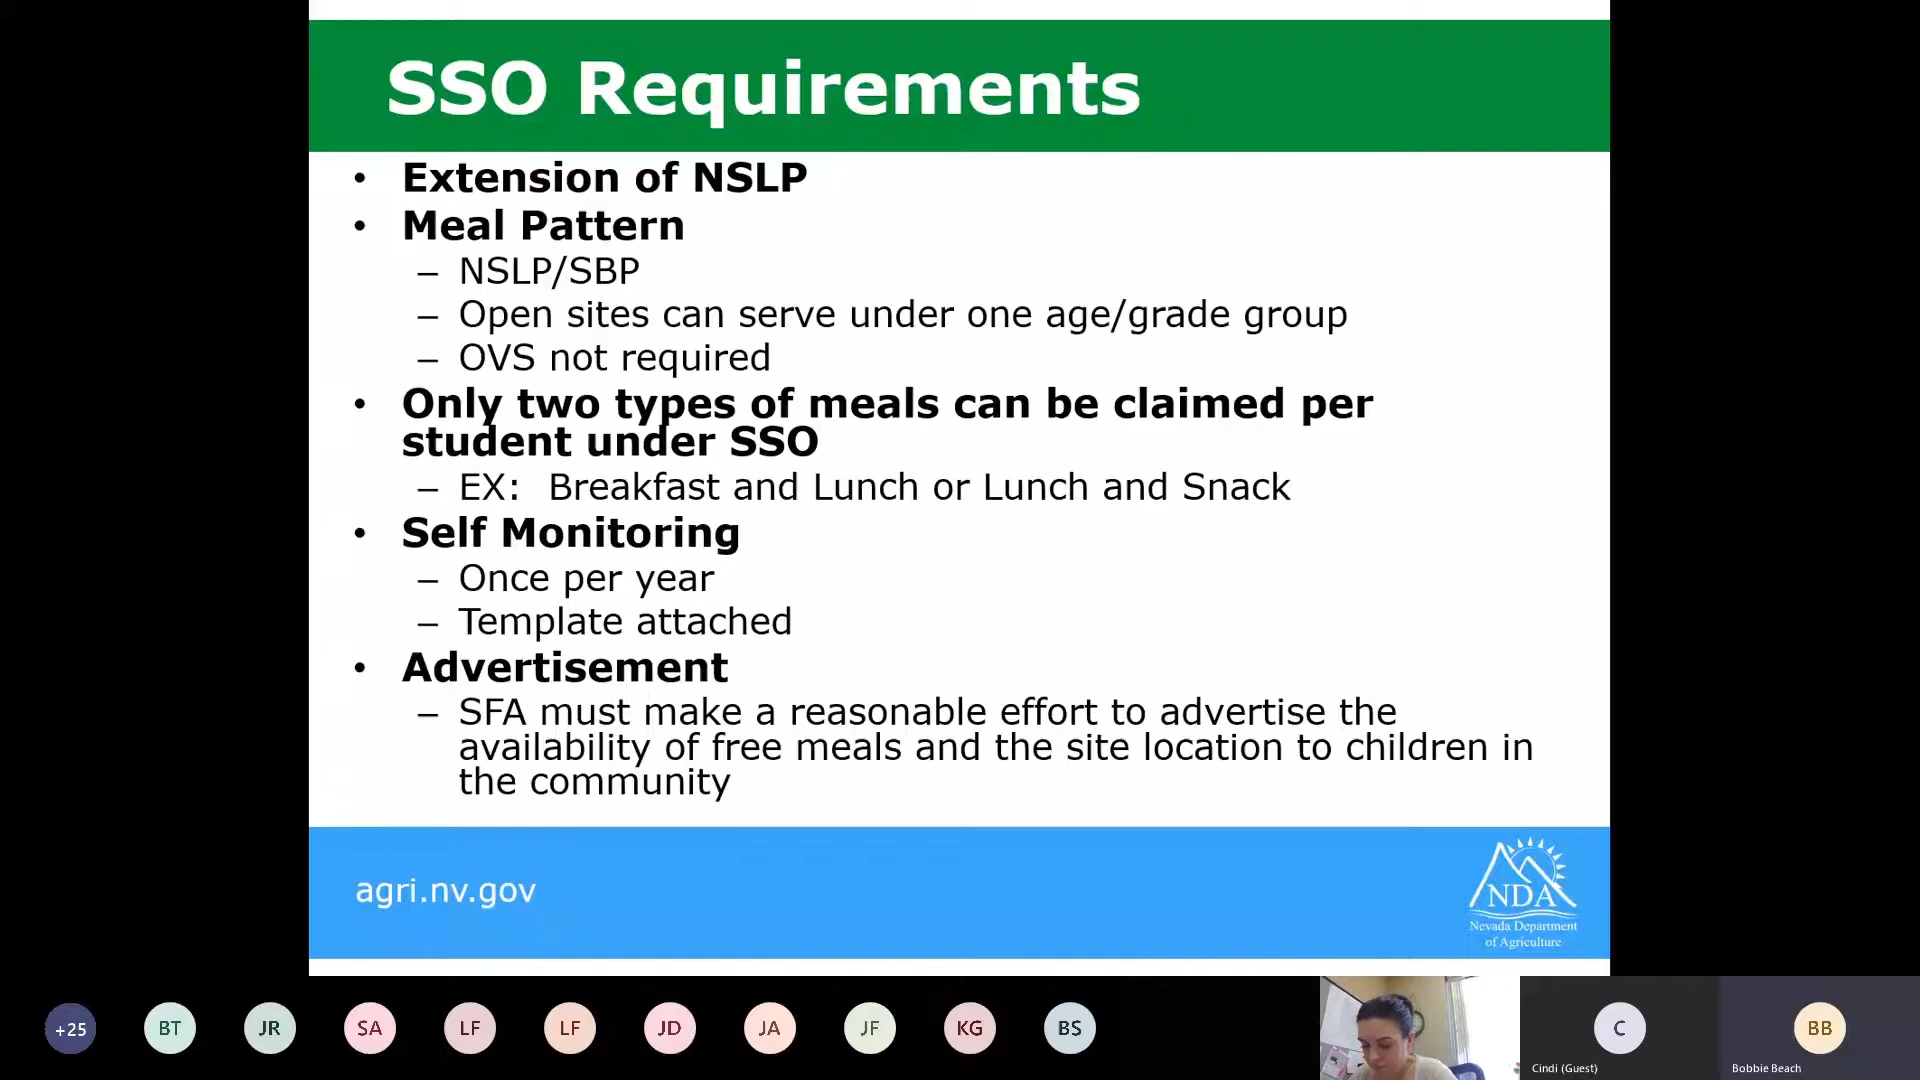 SSO Requirements
• Extension of NSLP
• Meal Pattern
– NSLP/SBP
– Open sites can serve under one age/grade group
– OVS not required
• Only two types of meals can be claimed per
student under SSO
– EX: Breakfast and Lunch or Lunch and Snack
• Self Monitoring
– Once per year
– Template attached
• Advertisement
– SFA must make a reasonable effort to advertise the
availability of free meals and the site location to children in
the community
agri.nv.gov
NDA
Nevada Department
of Agriculture
+25 BT JR SA LF LF JD JA JF KG BS C BB
Cindi (Guest) Bobbie Beach